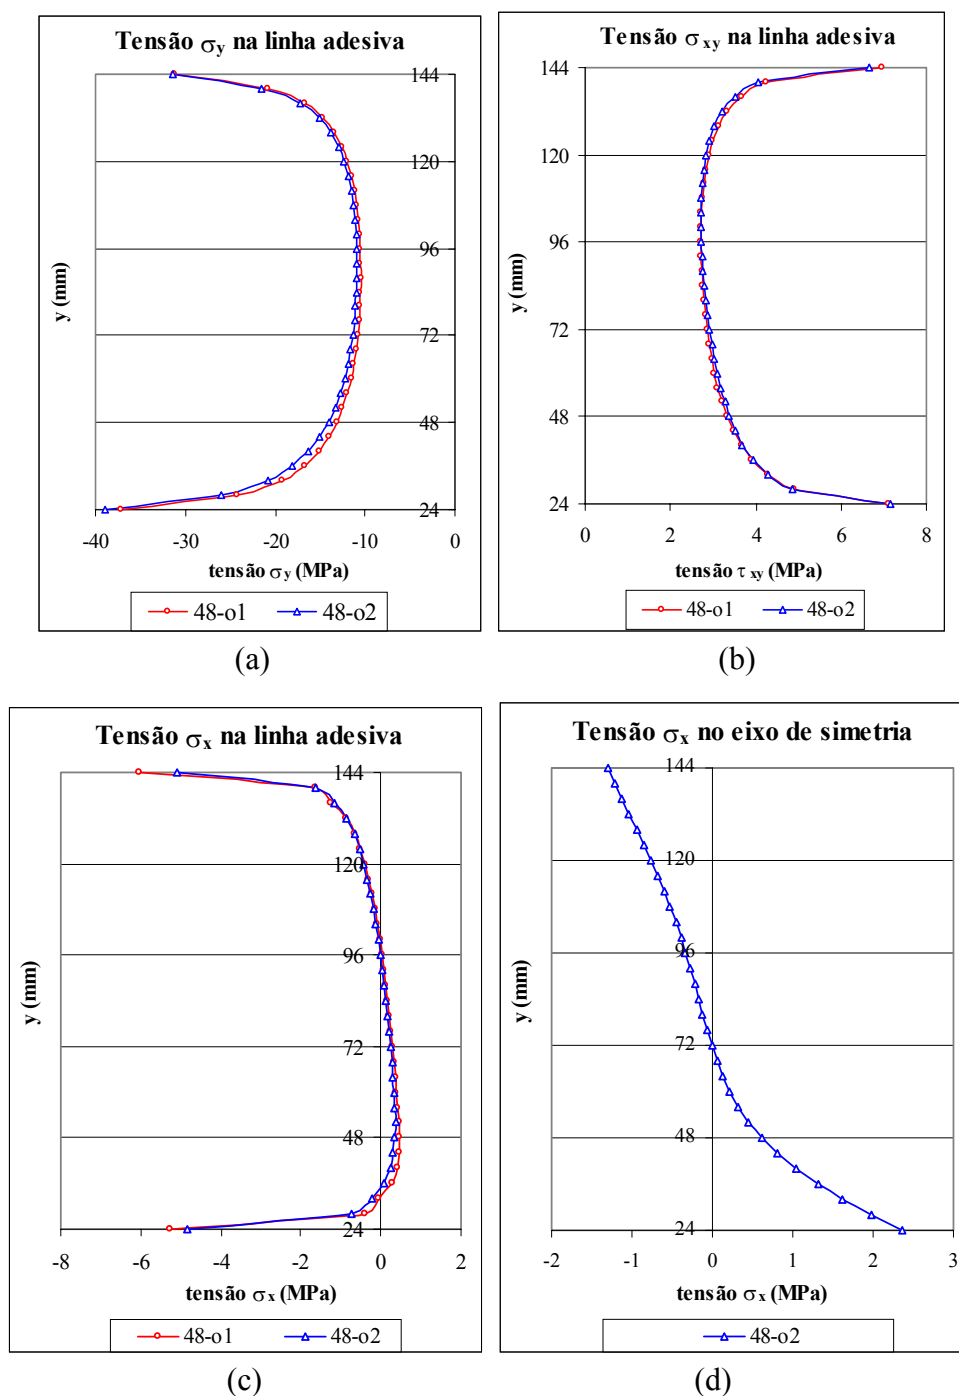 Tensão σy na linha adesiva
144
120
96
72
48
24
y (mm)
-40 -30 -20 -10 0
tensão σy (MPa)
48-o1 48-o2
(a)
Tensão σxy na linha adesiva
144
120
96
72
48
24
y (mm)
0 2 4 6 8
tensão τxy (MPa)
48-o1 48-o2
(b)
Tensão σx na linha adesiva
144
120
96
72
48
24
y (mm)
-8 -6 -4 -2 0 2
tensão σx (MPa)
48-o1 48-o2
(c)
Tensão σx no eixo de simetria
144
120
96
72
48
24
y (mm)
-2 -1 0 1 2 3
tensão σx (MPa)
48-o2
(d)